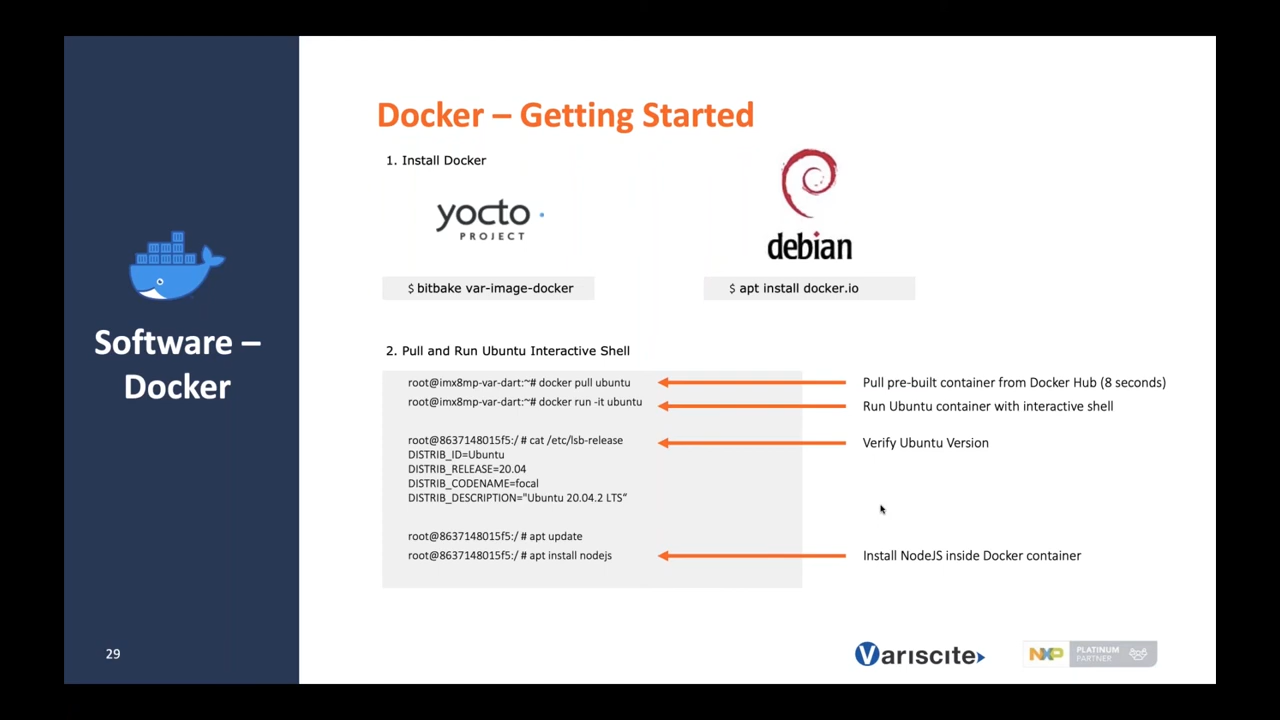 Docker – Getting Started
1. Install Docker
yocto
PROJECT
debian
$ bitbake var-image-docker
$ apt install docker.io
Software –
Docker
2. Pull and Run Ubuntu Interactive Shell
root@imx8mp-var-dart:~# docker pull ubuntu
Pull pre-built container from Docker Hub (8 seconds)
root@imx8mp-var-dart:~# docker run -it ubuntu
Run Ubuntu container with interactive shell
root@8637148015f5:/ # cat /etc/lsb-release
Verify Ubuntu Version
DISTRIB_ID=Ubuntu
DISTRIB_RELEASE=20.04
DISTRIB_CODENAME=focal
DISTRIB_DESCRIPTION="Ubuntu 20.04.2 LTS“
root@8637148015f5:/ # apt update
root@8637148015f5:/ # apt install nodejs
Install NodeJS inside Docker container
29
Variscite
NXP
PLATINUM
PARTNER